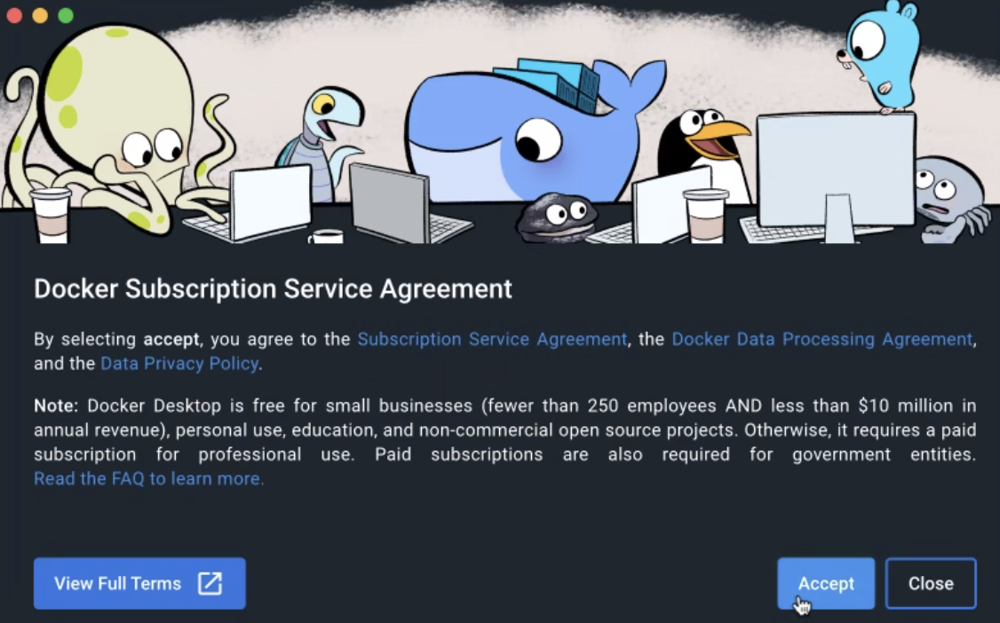 Docker Subscription Service Agreement
By selecting accept, you agree to the Subscription Service Agreement, the Docker Data Processing Agreement,
and the Data Privacy Policy.
Note: Docker Desktop is free for small businesses (fewer than 250 employees AND less than $10 million in
annual revenue), personal use, education, and non-commercial open source projects. Otherwise, it requires a paid
subscription for professional use. Paid subscriptions are also required for government entities.
Read the FAQ to learn more.
View Full Terms
Accept
Close